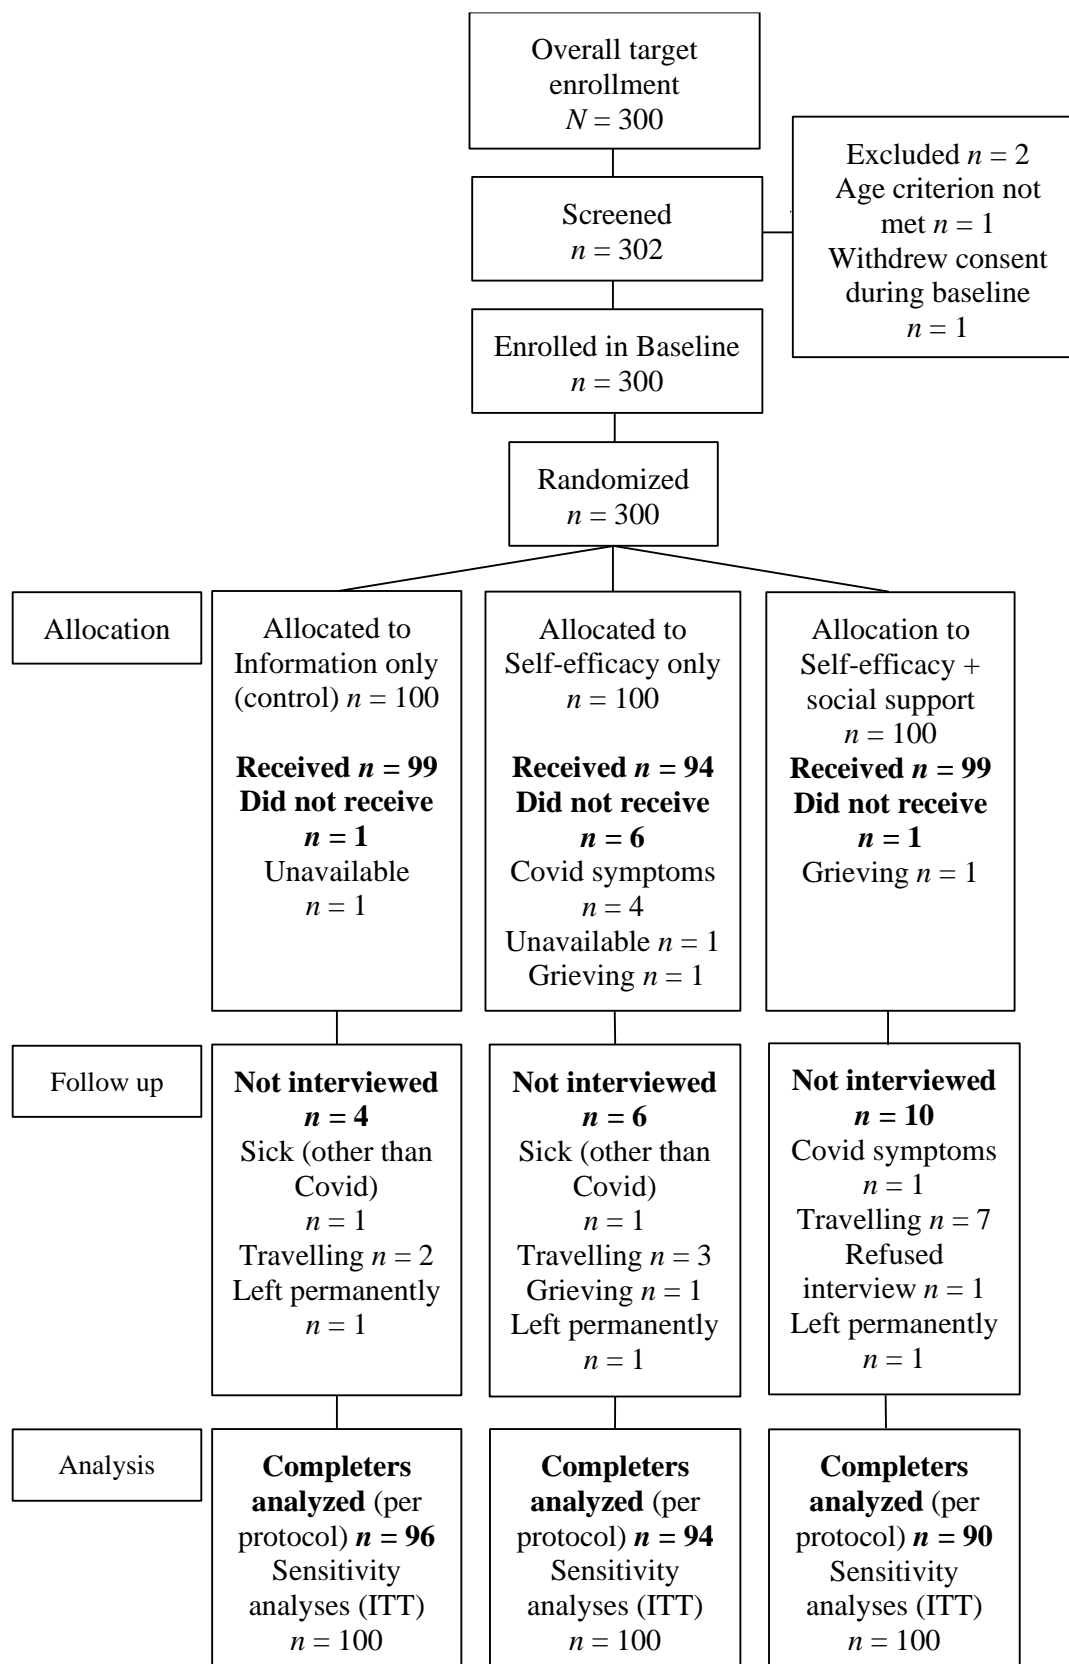 Overall target
enrollment
N = 300
Excluded n = 2
Age criterion not
met n = 1
Withdrew consent
during baseline
n = 1
Screened
n = 302
Enrolled in Baseline
n = 300
Randomized
n = 300
Allocation
Allocated to
Information only
(control) n = 100
Received n = 99
Did not receive
n = 1
Unavailable
n = 1
Allocated to
Self-efficacy only
n = 100
Received n = 94
Did not receive
n = 6
Covid symptoms
n = 4
Unavailable n = 1
Grieving n = 1
Allocation to
Self-efficacy +
social support
n = 100
Received n = 99
Did not receive
n = 1
Grieving n = 1
Follow up
Not interviewed
n = 4
Sick (other than
Covid)
n = 1
Travelling n = 2
Left permanently
n = 1
Not interviewed
n = 6
Sick (other than
Covid)
n = 1
Travelling n = 3
Grieving n = 1
Left permanently
n = 1
Not interviewed
n = 10
Covid symptoms
n = 1
Travelling n = 7
Refused
interview n = 1
Left permanently
n = 1
Analysis
Completers
analyzed (per
protocol) n = 96
Sensitivity
analyses (ITT)
n = 100
Completers
analyzed (per
protocol) n = 94
Sensitivity
analyses (ITT)
n = 100
Completers
analyzed (per
protocol) n = 90
Sensitivity
analyses (ITT)
n = 100